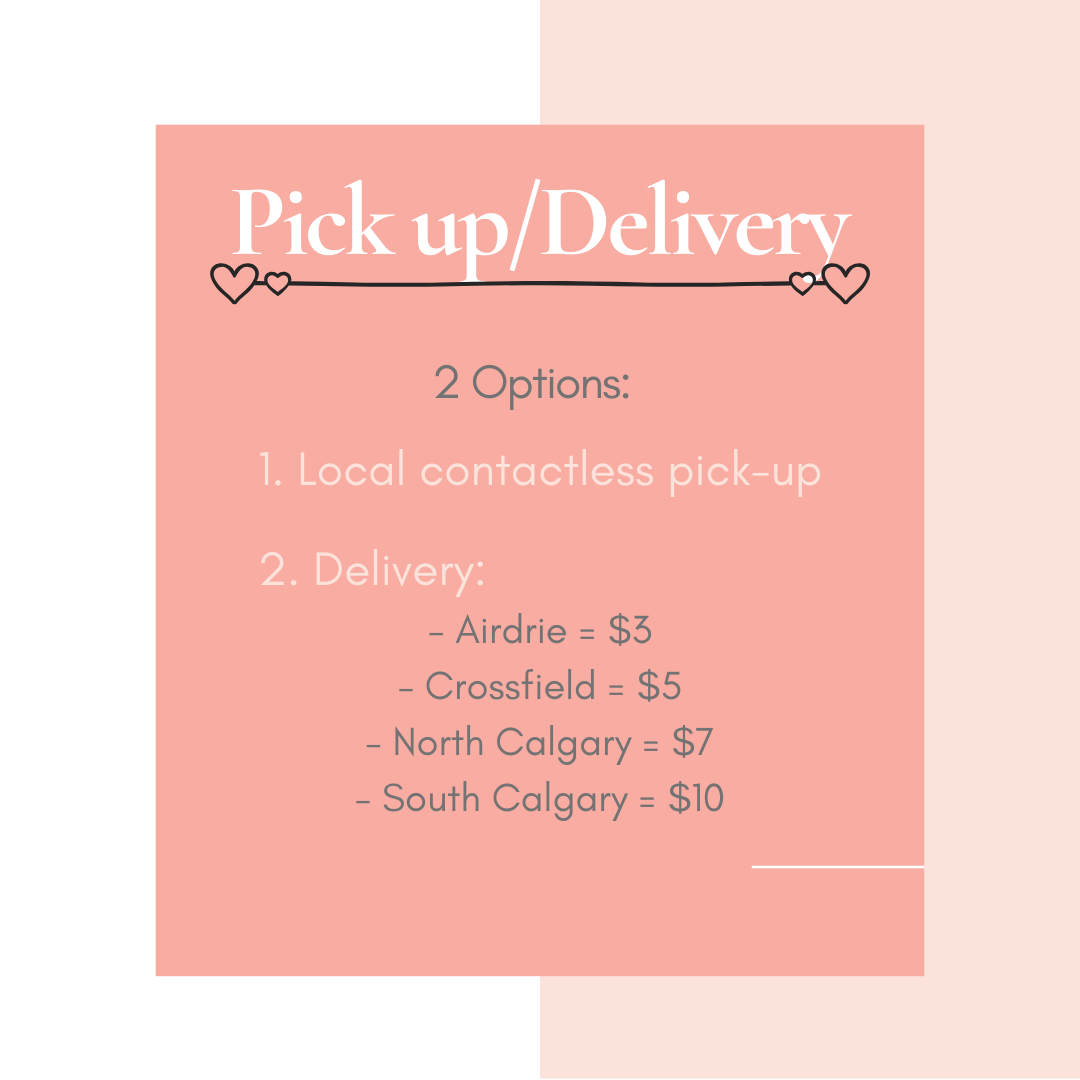 Pick up/Delivery
2 Options:
1. Local contactless pick-up
2. Delivery:
- Airdrie = $3
- Crossfield = $5
- North Calgary = $7
- South Calgary = $10